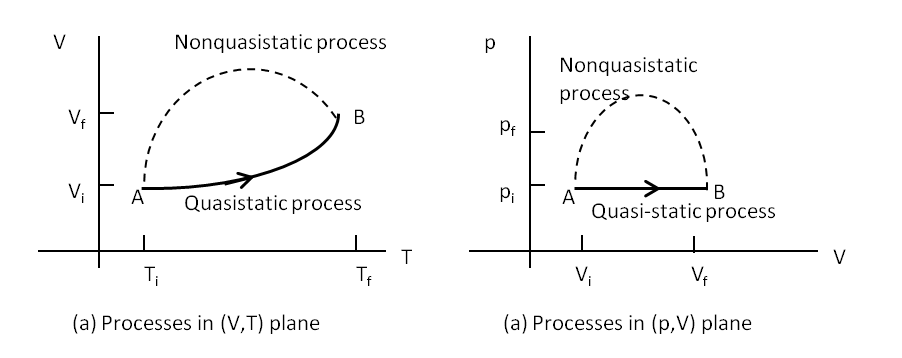 V
Nonquasistatic process
V_f
B
V_i
A
Quasistatic process
T
T_i
T_f
(a) Processes in (V,T) plane
p
Nonquasistatic
process
p_f
p_i
A
B
Quasi-static process
V
V_i
V_f
(a) Processes in (p,V) plane